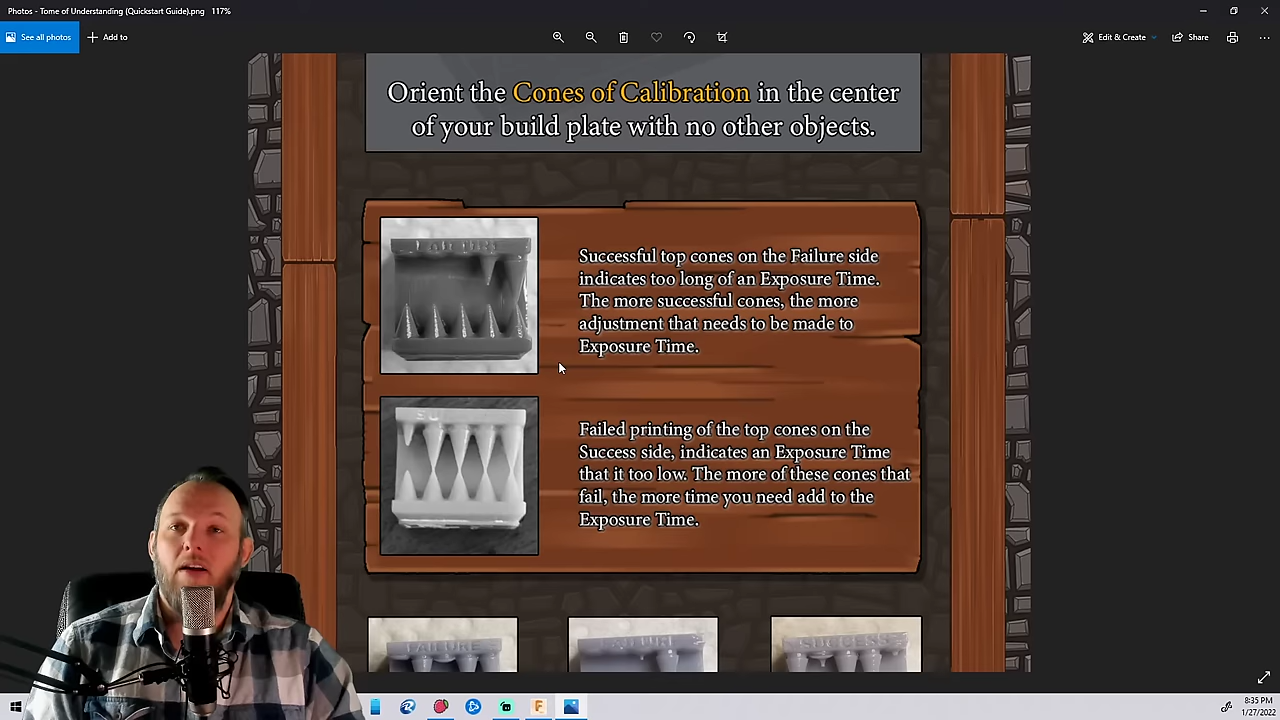 Photos - Tome of Understanding (Quickstart Guide).png 117%
See all photos
Add to
Edit & Create
Share
Orient the Cones of Calibration in the center
of your build plate with no other objects.
FAILURE
Successful top cones on the Failure side
indicates too long of an Exposure Time.
The more successful cones, the more
adjustment that needs to be made to
Exposure Time.
Failed printing of the top cones on the
Success side, indicates an Exposure Time
that it too low. The more of these cones that
fail, the more time you need add to the
Exposure Time.
FAILURE
SUCCESS
8:35 PM
1/27/2022